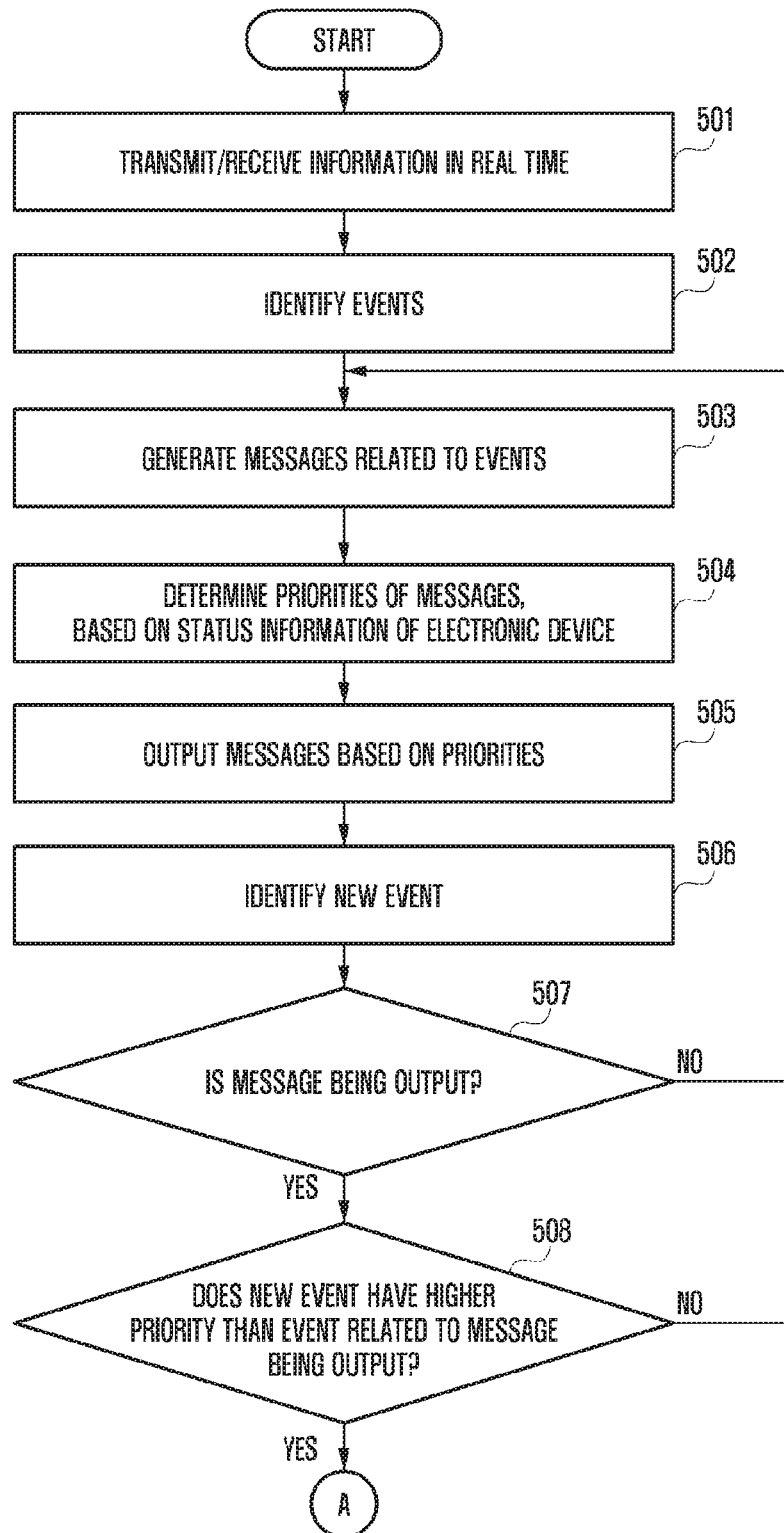 START
501
TRANSMIT/RECEIVE INFORMATION IN REAL TIME
502
IDENTIFY EVENTS
503
GENERATE MESSAGES RELATED TO EVENTS
504
DETERMINE PRIORITIES OF MESSAGES,
BASED ON STATUS INFORMATION OF ELECTRONIC DEVICE
505
OUTPUT MESSAGES BASED ON PRIORITIES
506
IDENTIFY NEW EVENT
507
IS MESSAGE BEING OUTPUT?
NO
YES
508
DOES NEW EVENT HAVE HIGHER
PRIORITY THAN EVENT RELATED TO MESSAGE
BEING OUTPUT?
NO
YES
A